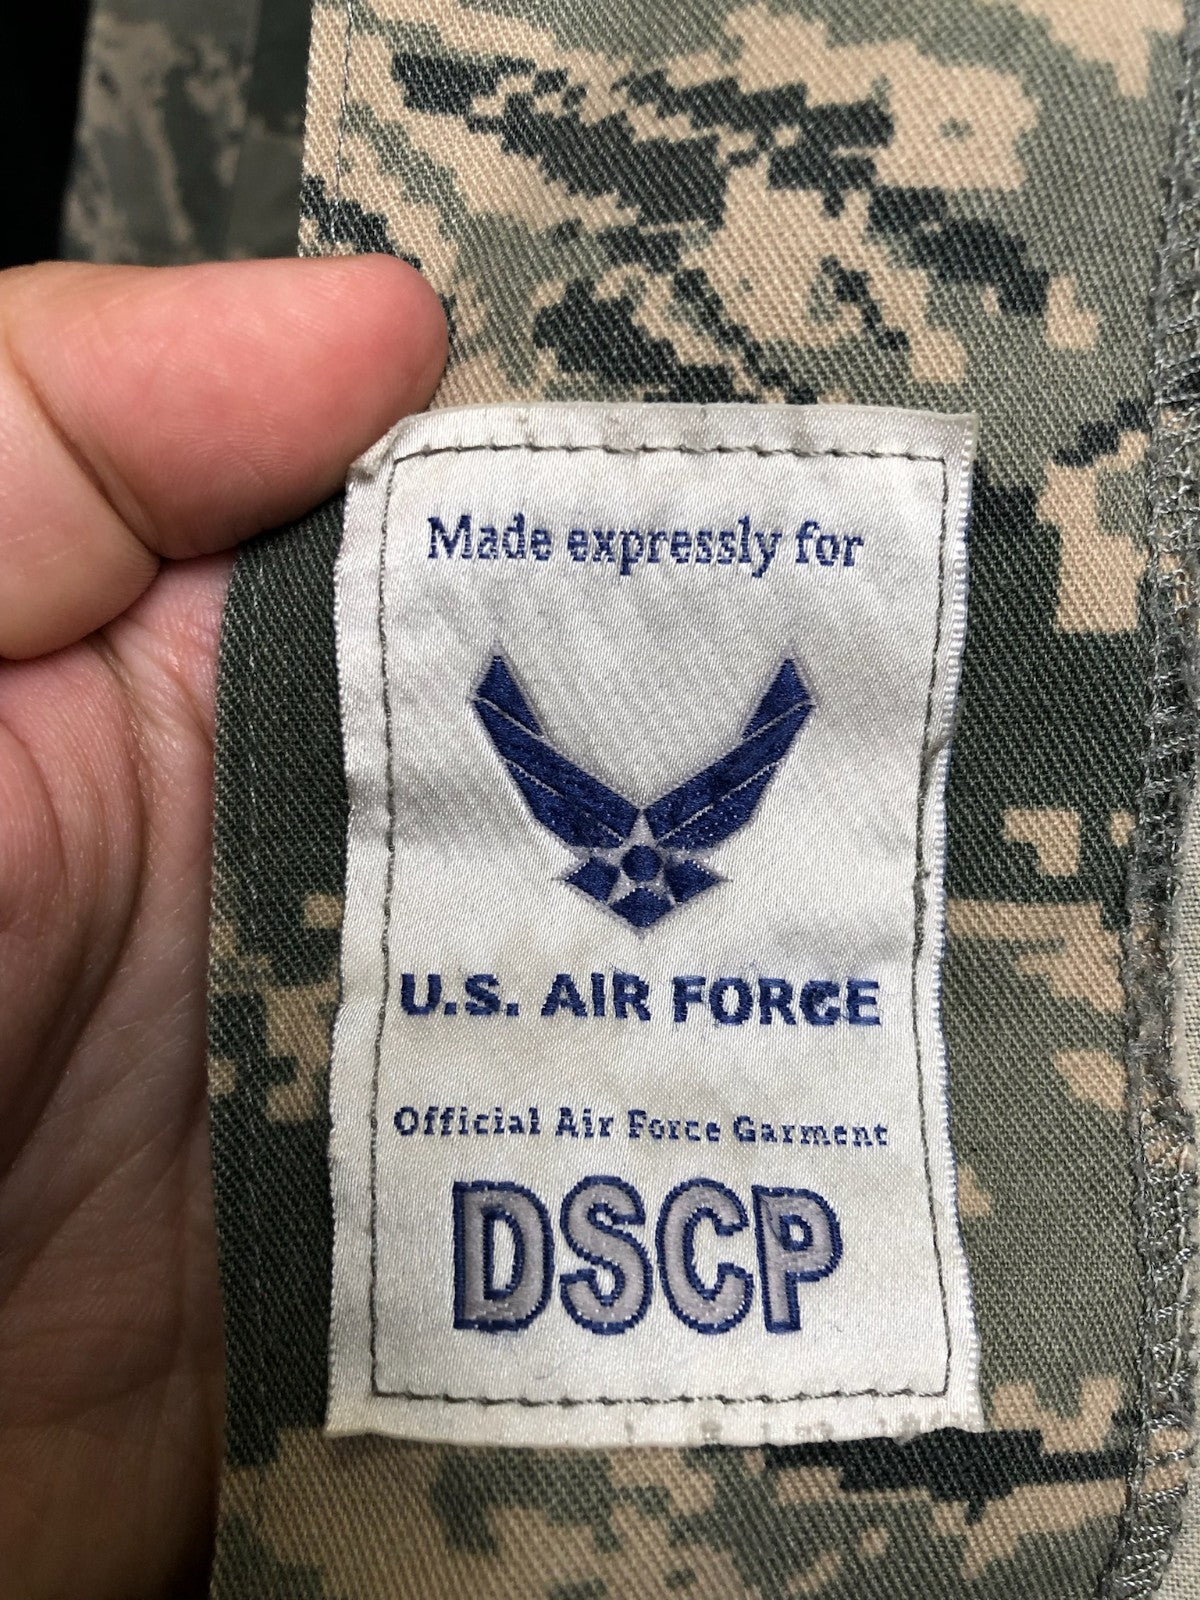 Made expressly for
U.S. AIR FORCE
Official Air Force Garment
DSCP